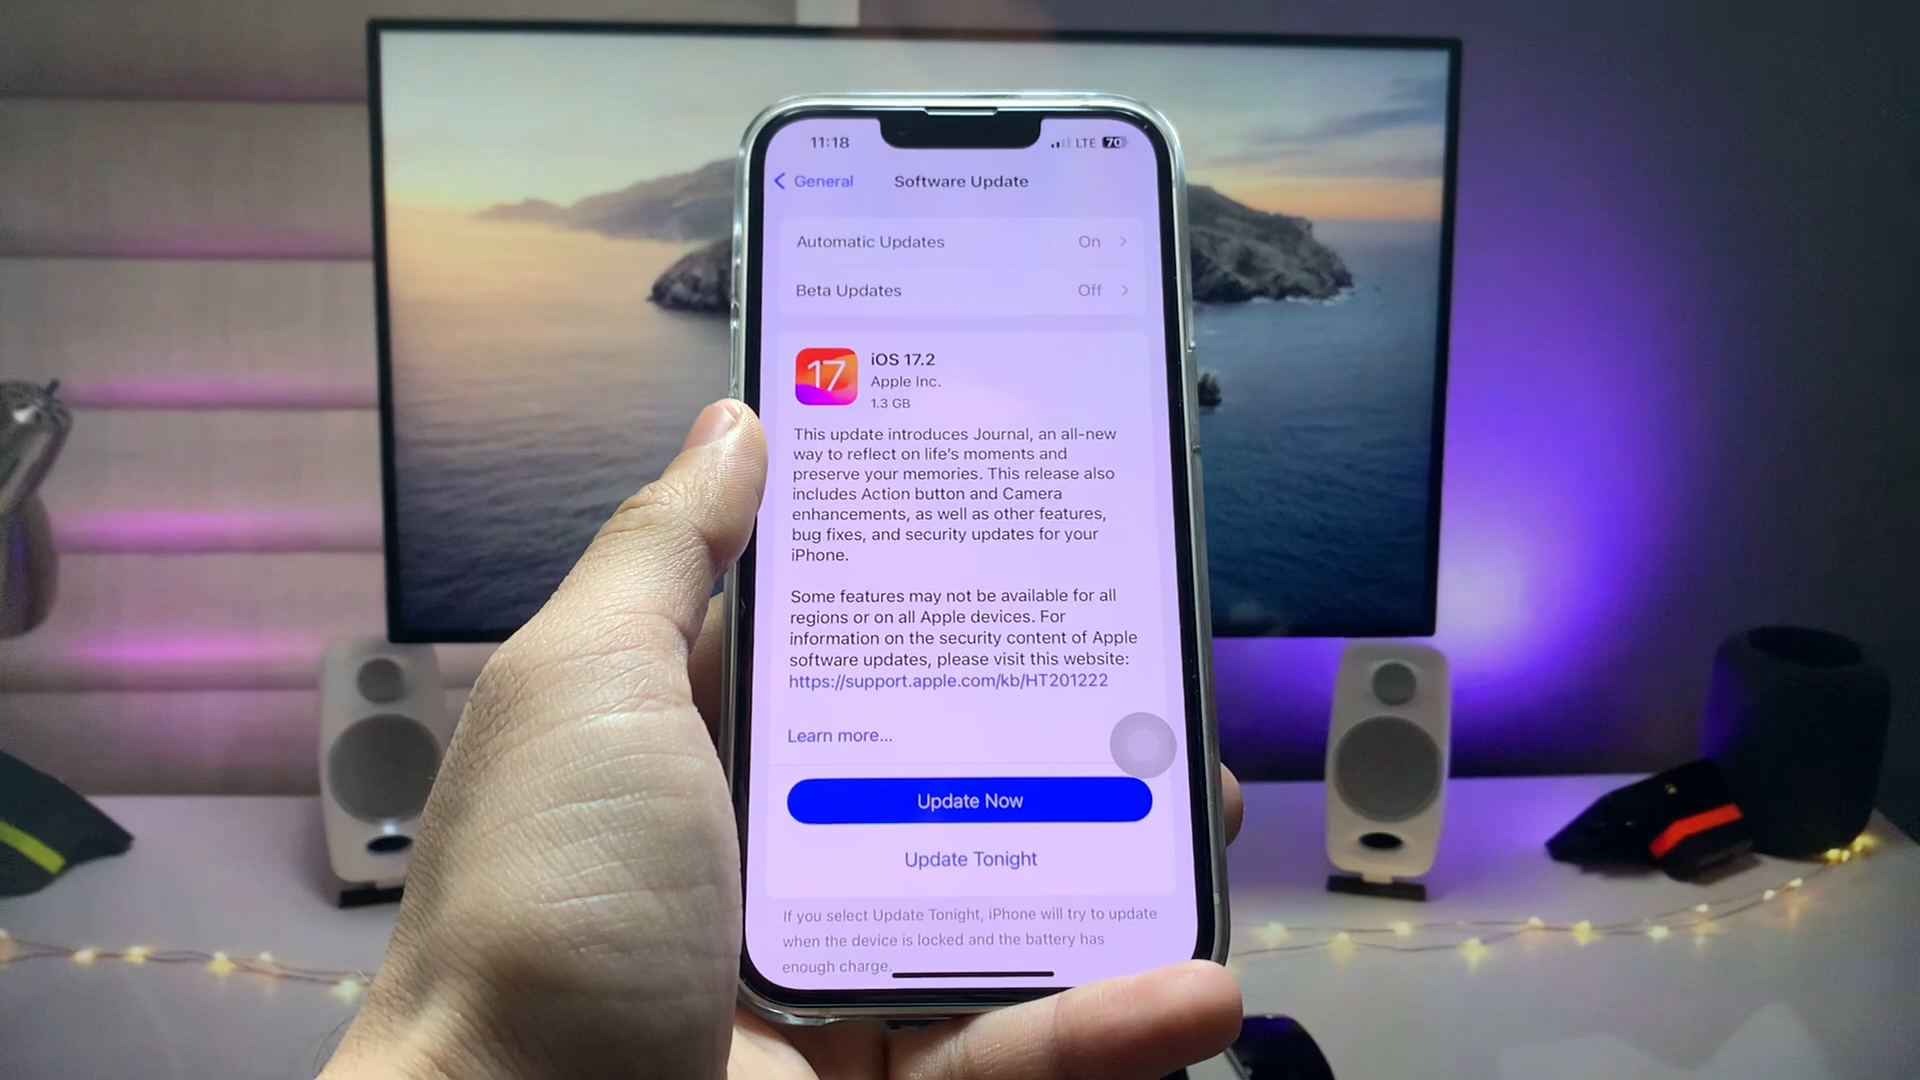 11:18 LTE 70
General Software Update
Automatic Updates On
Beta Updates Off
17
iOS 17.2
Apple Inc.
1.3 GB
This update introduces Journal, an all-new
way to reflect on life's moments and
preserve your memories. This release also
includes Action button and Camera
enhancements, as well as other features,
bug fixes, and security updates for your
iPhone.
Some features may not be available for all
regions or on all Apple devices. For
information on the security content of Apple
software updates, please visit this website:
https://support.apple.com/kb/HT201222
Learn more...
Update Now
Update Tonight
If you select Update Tonight, iPhone will try to update
when the device is locked and the battery has
enough charge.